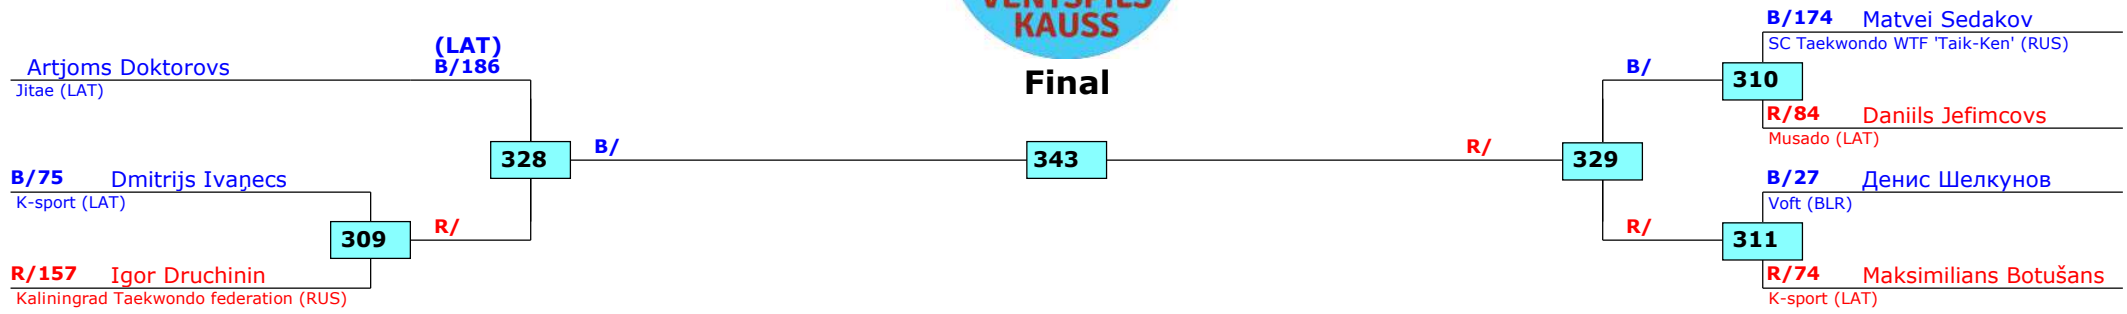 VENTSPILS
KAUSS
Final
(LAT)
Artjoms Doktorovs B/186
Jitae (LAT)
328
B/
B/75 Dmitrijs Ivaņecs
K-sport (LAT)
309
R/
R/157 Igor Druchinin
Kaliningrad Taekwondo federation (RUS)
343
B/174 Matvei Sedakov
SC Taekwondo WTF 'Taik-Ken' (RUS)
B/
310
R/84 Daniils Jefimcovs
Musado (LAT)
R/
329
B/27 Денис Шелкунов
Voft (BLR)
R/
311
R/74 Maksimilians Botušans
K-sport (LAT)